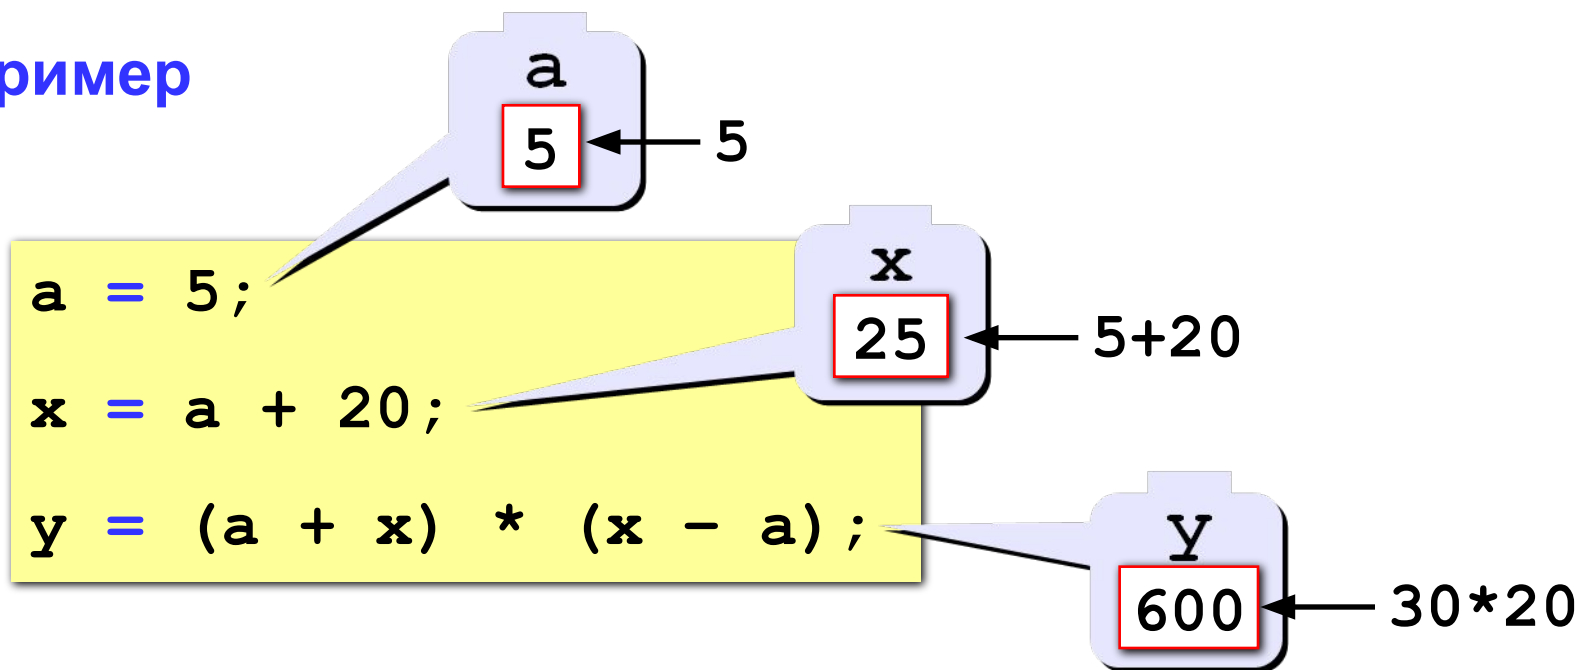 ример
a
5
5
a = 5;
x
25
5+20
x = a + 20;
y = (a + x) * (x - a);
y
600
30*20